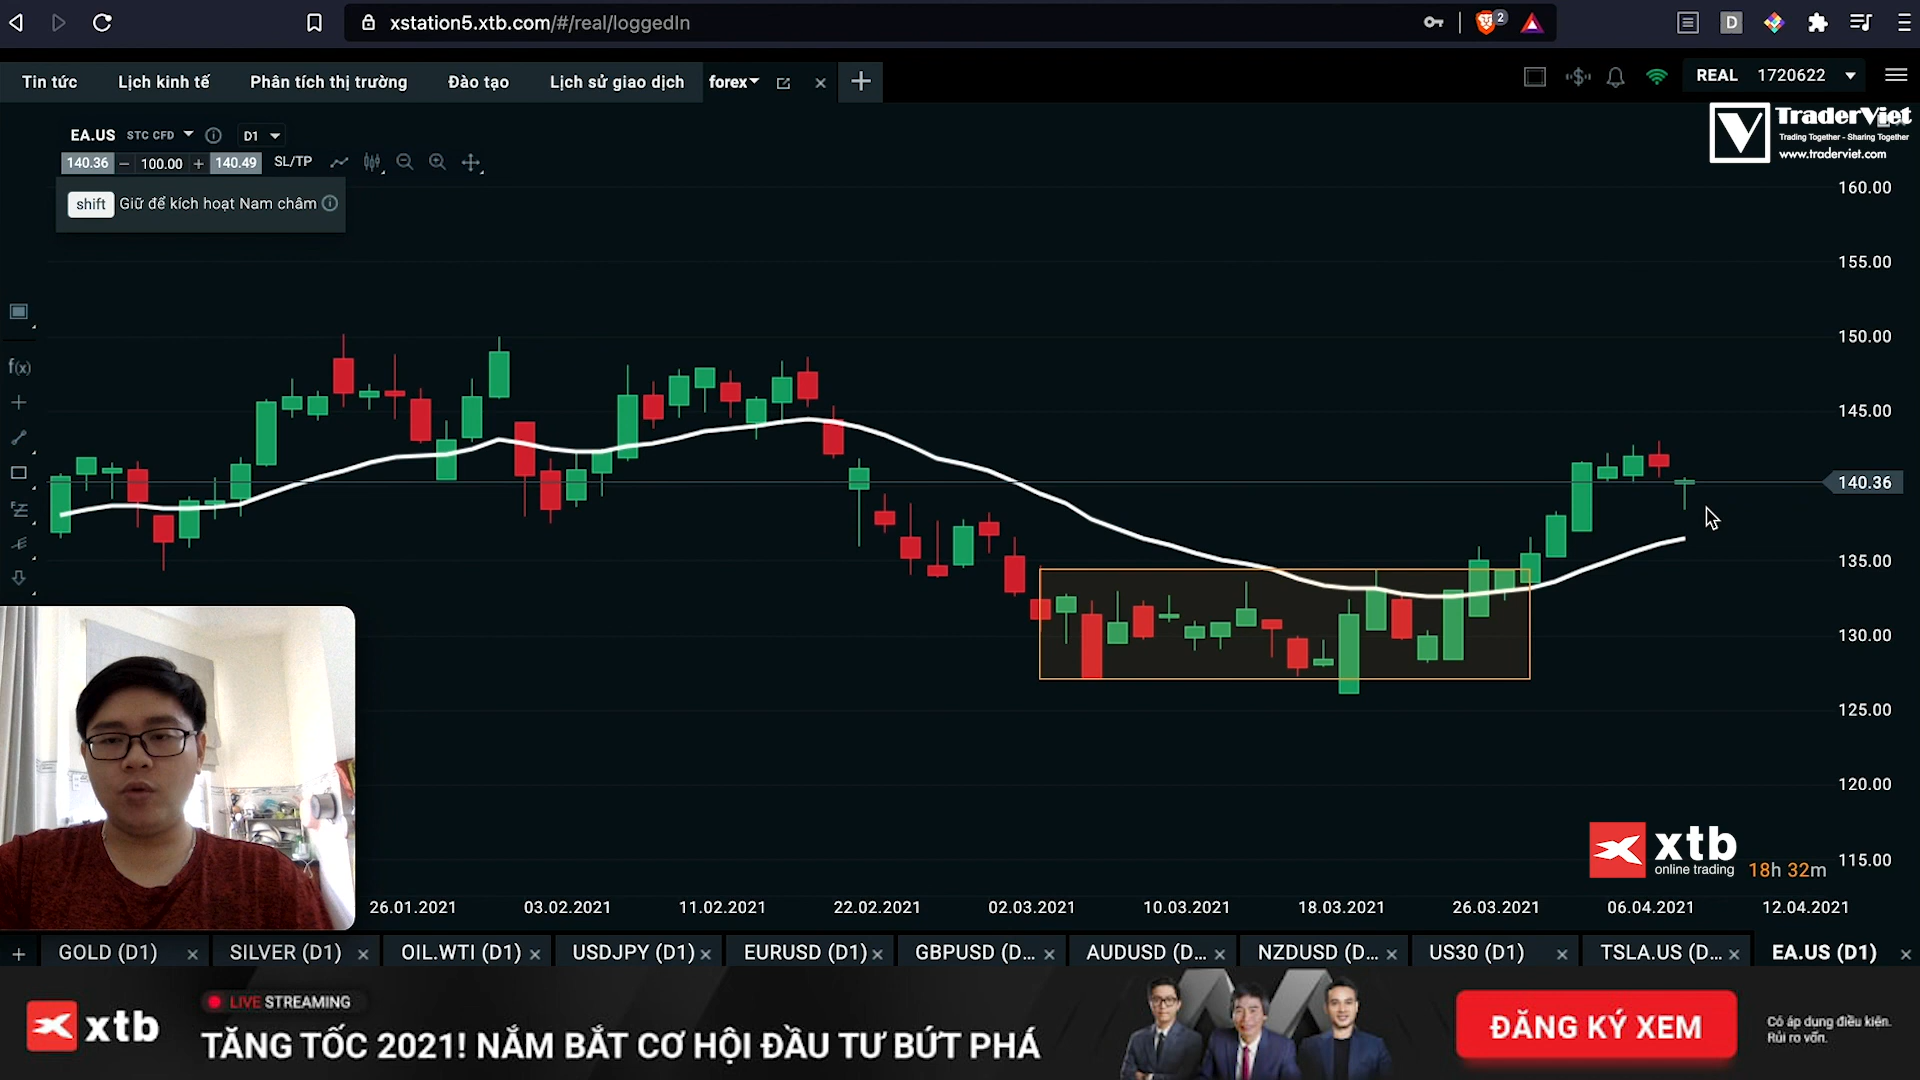 xstation5.xtb.com/#/real/loggedIn
2
D
Tin tức Lịch kinh tế Phân tích thị trường Đào tạo Lịch sử giao dịch forex
REAL 1720622
TraderViet
Trading Together - Sharing Together
www.traderviet.com
EA.US STC CFD D1
140.36 – 100.00 + 140.49 SL/TP
shift Giữ để kích hoạt Nam châm
f(x)
160.00
155.00
150.00
145.00
140.36
135.00
130.00
125.00
120.00
115.00
xtb
online trading
18h 32m
26.01.2021 03.02.2021 11.02.2021 22.02.2021 02.03.2021 10.03.2021 18.03.2021 26.03.2021 06.04.2021 12.04.2021
GOLD (D1) SILVER (D1) OIL.WTI (D1) USDJPY (D1) EURUSD (D1) GBPUSD (D... AUDUSD (D... NZDUSD (D... US30 (D1) TSLA.US (D... EA.US (D1)
xtb
LIVE STREAMING
TĂNG TỐC 2021! NẮM BẮT CƠ HỘI ĐẦU TƯ BỨT PHÁ
ĐĂNG KÝ XEM
Có áp dụng điều kiện.
Rủi ro vốn.